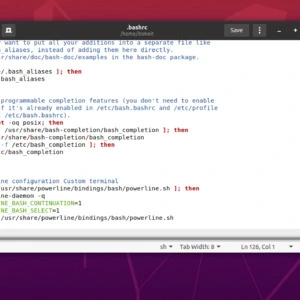 .bashrc
/home/
Save
want to put all your additions into a separate file like
_aliases, instead of adding them here directly.
share/doc/bash-doc/examples in the bash-doc package.
/.bash_aliases ]; then
bash_aliases
programmable completion features (you don't need to enable
f it's already enabled in /etc/bash.bashrc and /etc/profile
/etc/bash.bashrc).
t -oq posix; then
usr/share/bash-completion/bash_completion ]; then
usr/share/bash-completion/bash_completion
-f /etc/bash_completion ]; then
c/bash_completion
ne configuration Custom terminal
usr/share/powerline/bindings/bash/powerline.sh ]; then
ne-daemon -q
NE_BASH_CONTINUATION=1
NE_BASH_SELECT=1
usr/share/powerline/bindings/bash/powerline.sh
sh Tab Width: 8 Ln 126, Col 1